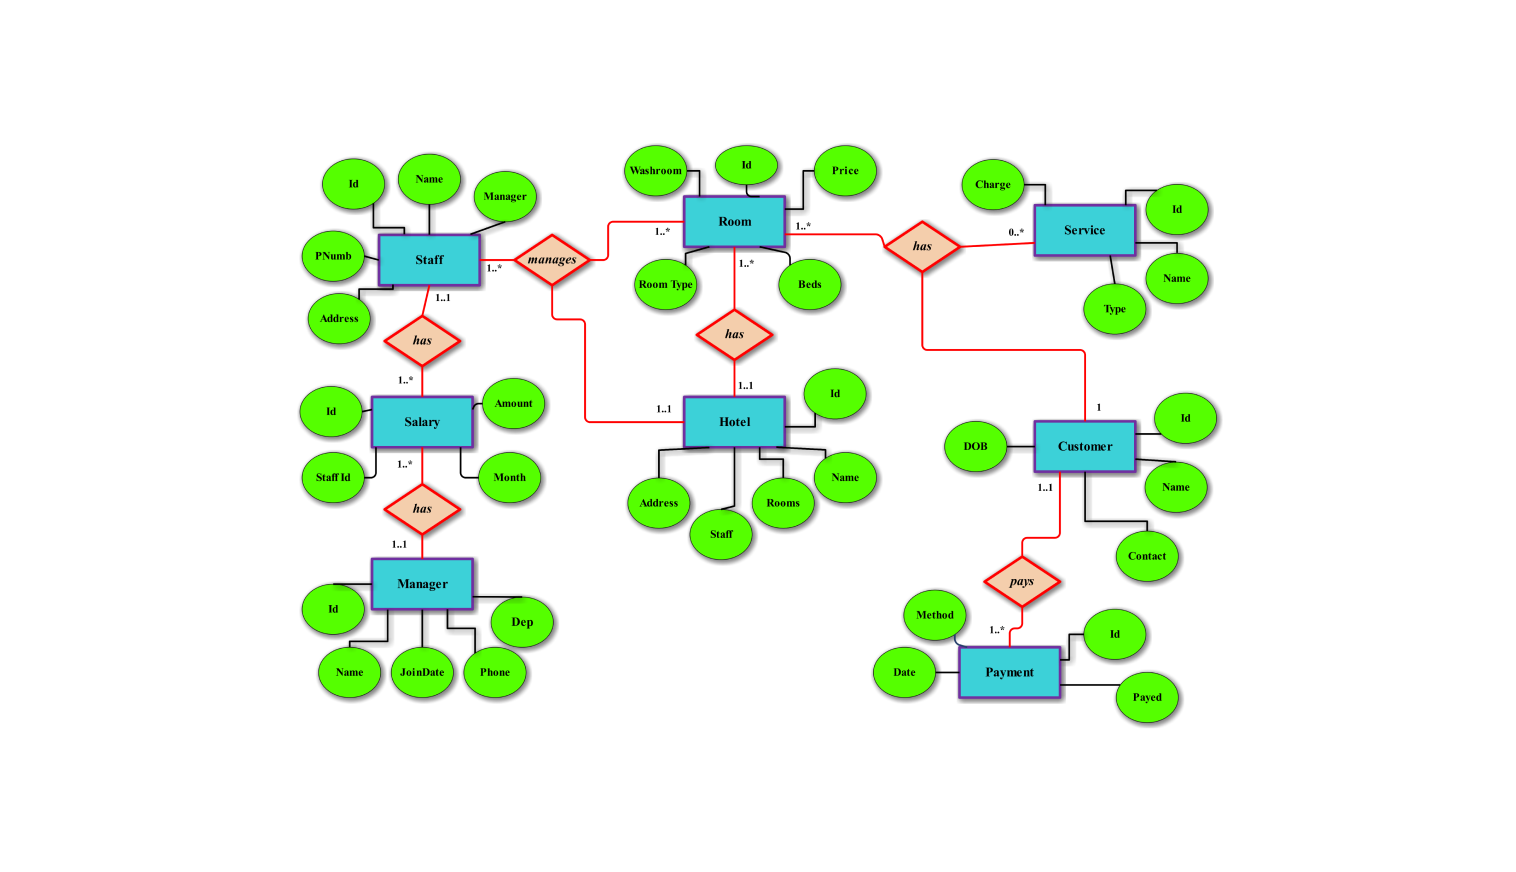 Id
Name
Manager
PNumb
Staff
Address
1..*
1..1
manages
1..*
Washroom
Id
Price
Room
1..*
Room Type
1..*
Beds
has
0..*
Charge
Id
Service
Name
Type
has
1..*
has
1..1
1..1
Id
Amount
Salary
Staff Id
1..*
Month
has
1..1
Id
Hotel
Address
Staff
Rooms
Name
1
Id
DOB
Customer
1..1
Name
Contact
Manager
Id
Dep
Name
JoinDate
Phone
pays
Method
1..*
Id
Date
Payment
Payed